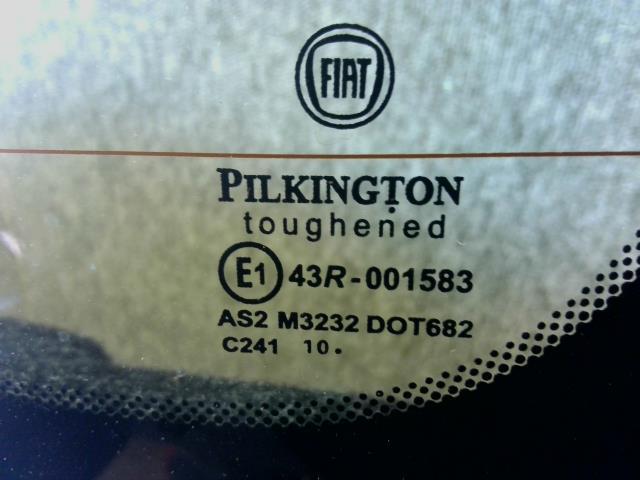 FIAT
PILKINGTON
toughened
E1 43R-001583
AS2 M3232 DOT682
C241 10.